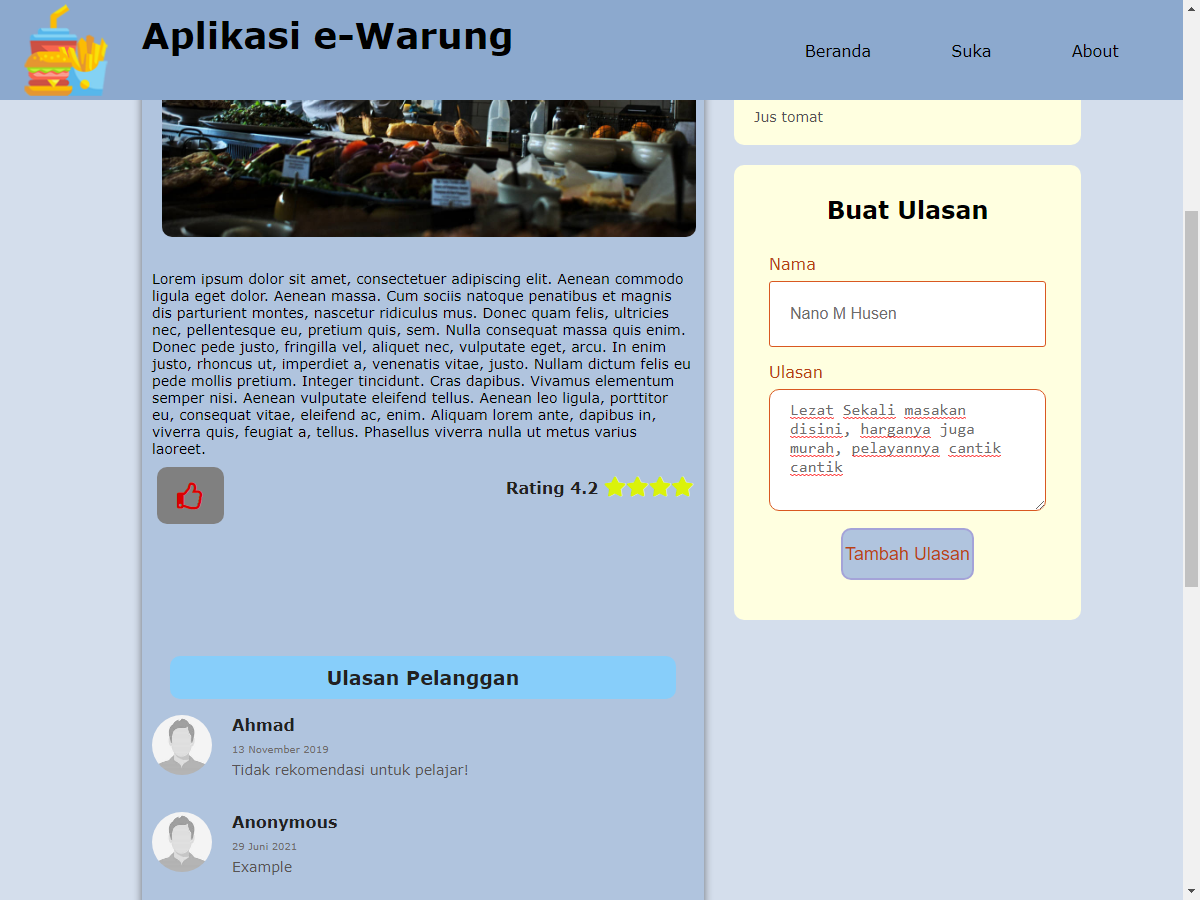 Aplikasi e-Warung
Beranda
Suka
About
Lorem ipsum dolor sit amet, consectetuer adipiscing elit. Aenean commodo
ligula eget dolor. Aenean massa. Cum sociis natoque penatibus et magnis
dis parturient montes, nascetur ridiculus mus. Donec quam felis, ultricies
nec, pellentesque eu, pretium quis, sem. Nulla consequat massa quis enim.
Donec pede justo, fringilla vel, aliquet nec, vulputate eget, arcu. In enim
justo, rhoncus ut, imperdiet a, venenatis vitae, justo. Nullam dictum felis eu
pede mollis pretium. Integer tincidunt. Cras dapibus. Vivamus elementum
semper nisi. Aenean vulputate eleifend tellus. Aenean leo ligula, porttitor
eu, consequat vitae, eleifend ac, enim. Aliquam lorem ante, dapibus in,
viverra quis, feugiat a, tellus. Phasellus viverra nulla ut metus varius
laoreet.
Rating 4.2
Ulasan Pelanggan
Ahmad
13 November 2019
Tidak rekomendasi untuk pelajar!
Anonymous
29 Juni 2021
Example
Jus tomat
Buat Ulasan
Nama
Nano M Husen
Ulasan
Lezat Sekali masakan
disini, harganya juga
murah, pelayannya cantik
cantik
Tambah Ulasan